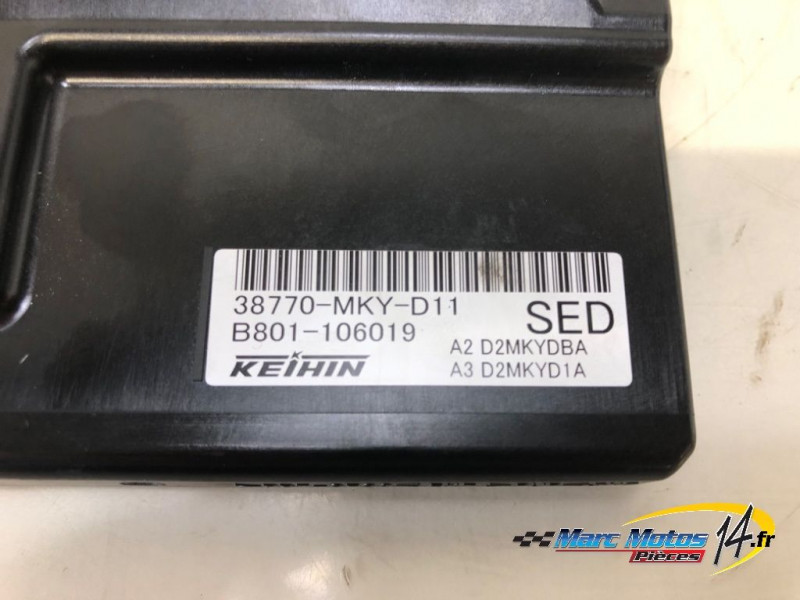 38770-MKY-D11
SED
B801-106019
A2 D2MKYDBA
KEIHIN
A3 D2MKYD1A
Marc Motos 14.fr
Pièces